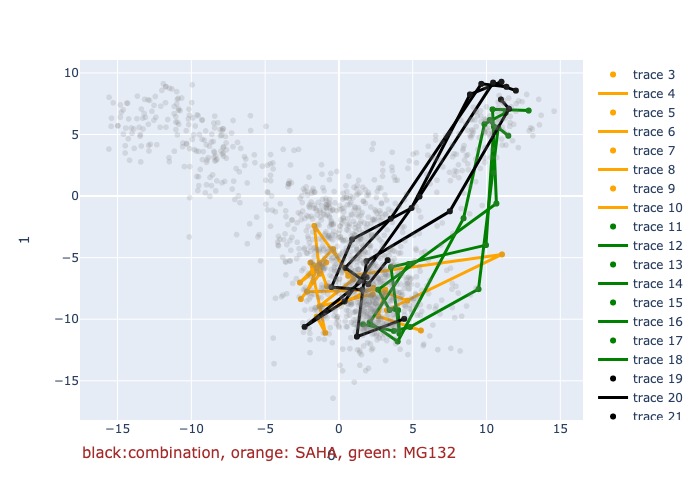 10
5
0
−5
−10
−15
1
−15
−10
−5
0
5
10
15
0
black:combination, orange: SAHA, green: MG132
trace 3
trace 4
trace 5
trace 6
trace 7
trace 8
trace 9
trace 10
trace 11
trace 12
trace 13
trace 14
trace 15
trace 16
trace 17
trace 18
trace 19
trace 20
trace 21